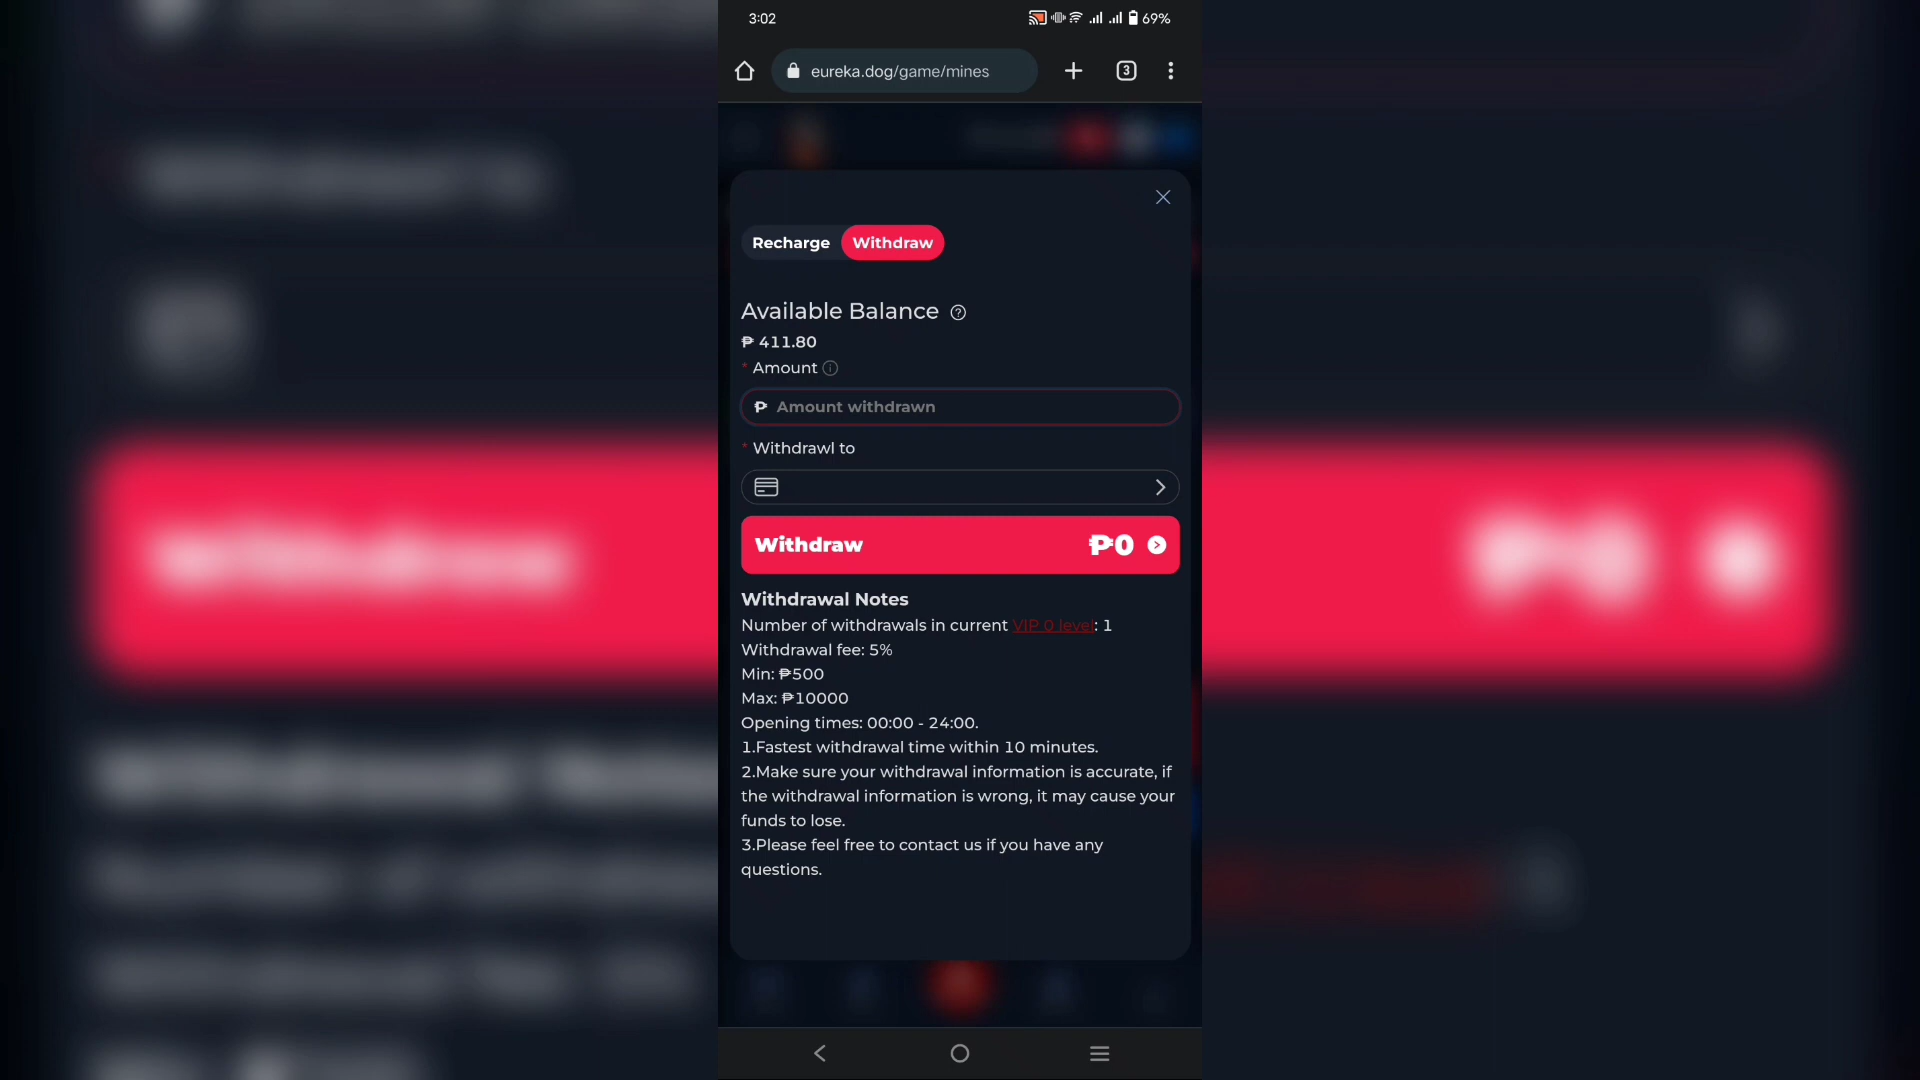 3:02
69%
eureka.dog/game/mines
3
Recharge
Withdraw
Available Balance
₱ 411.80
* Amount
₱ Amount withdrawn
* Withdrawl to
Withdraw ₱0
Withdrawal Notes
Number of withdrawals in current VIP 0 level: 1
Withdrawal fee: 5%
Min: ₱500
Max: ₱10000
Opening times: 00:00 - 24:00.
1.Fastest withdrawal time within 10 minutes.
2.Make sure your withdrawal information is accurate, if
the withdrawal information is wrong, it may cause your
funds to lose.
3.Please feel free to contact us if you have any
questions.